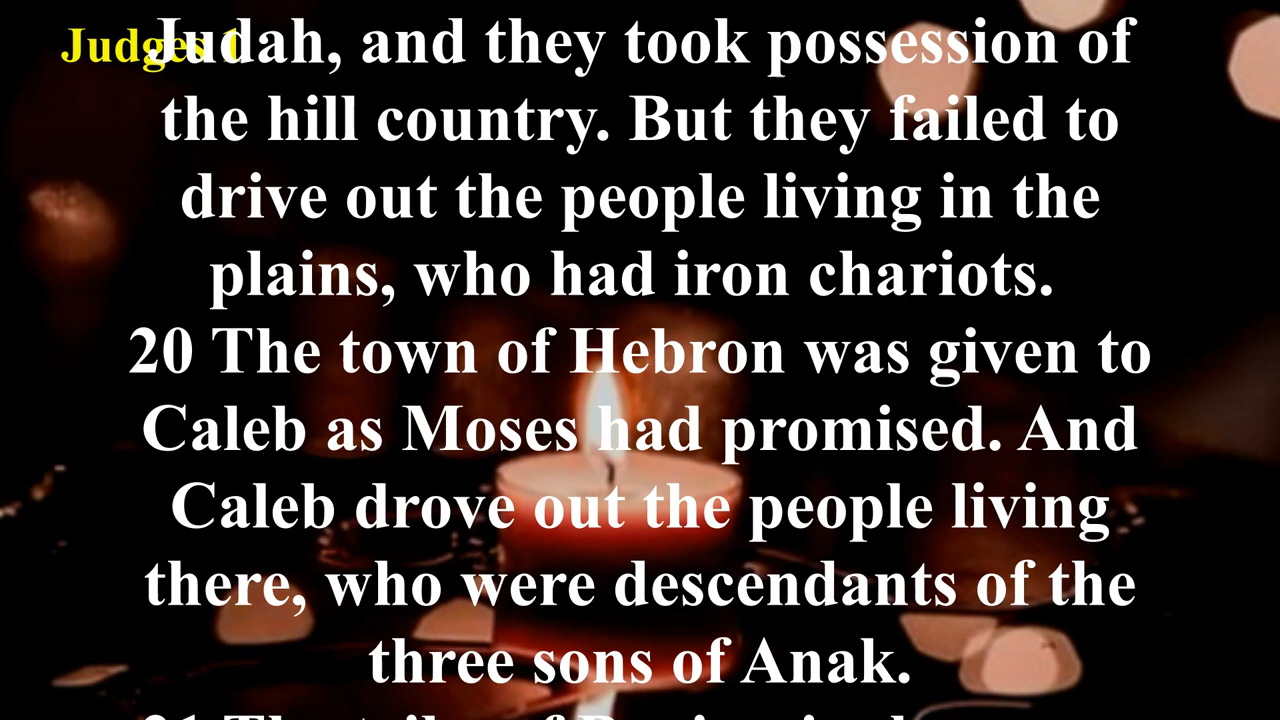 Judges 1
Judah, and they took possession of
the hill country. But they failed to
drive out the people living in the
plains, who had iron chariots.
20 The town of Hebron was given to
Caleb as Moses had promised. And
Caleb drove out the people living
there, who were descendants of the
three sons of Anak.